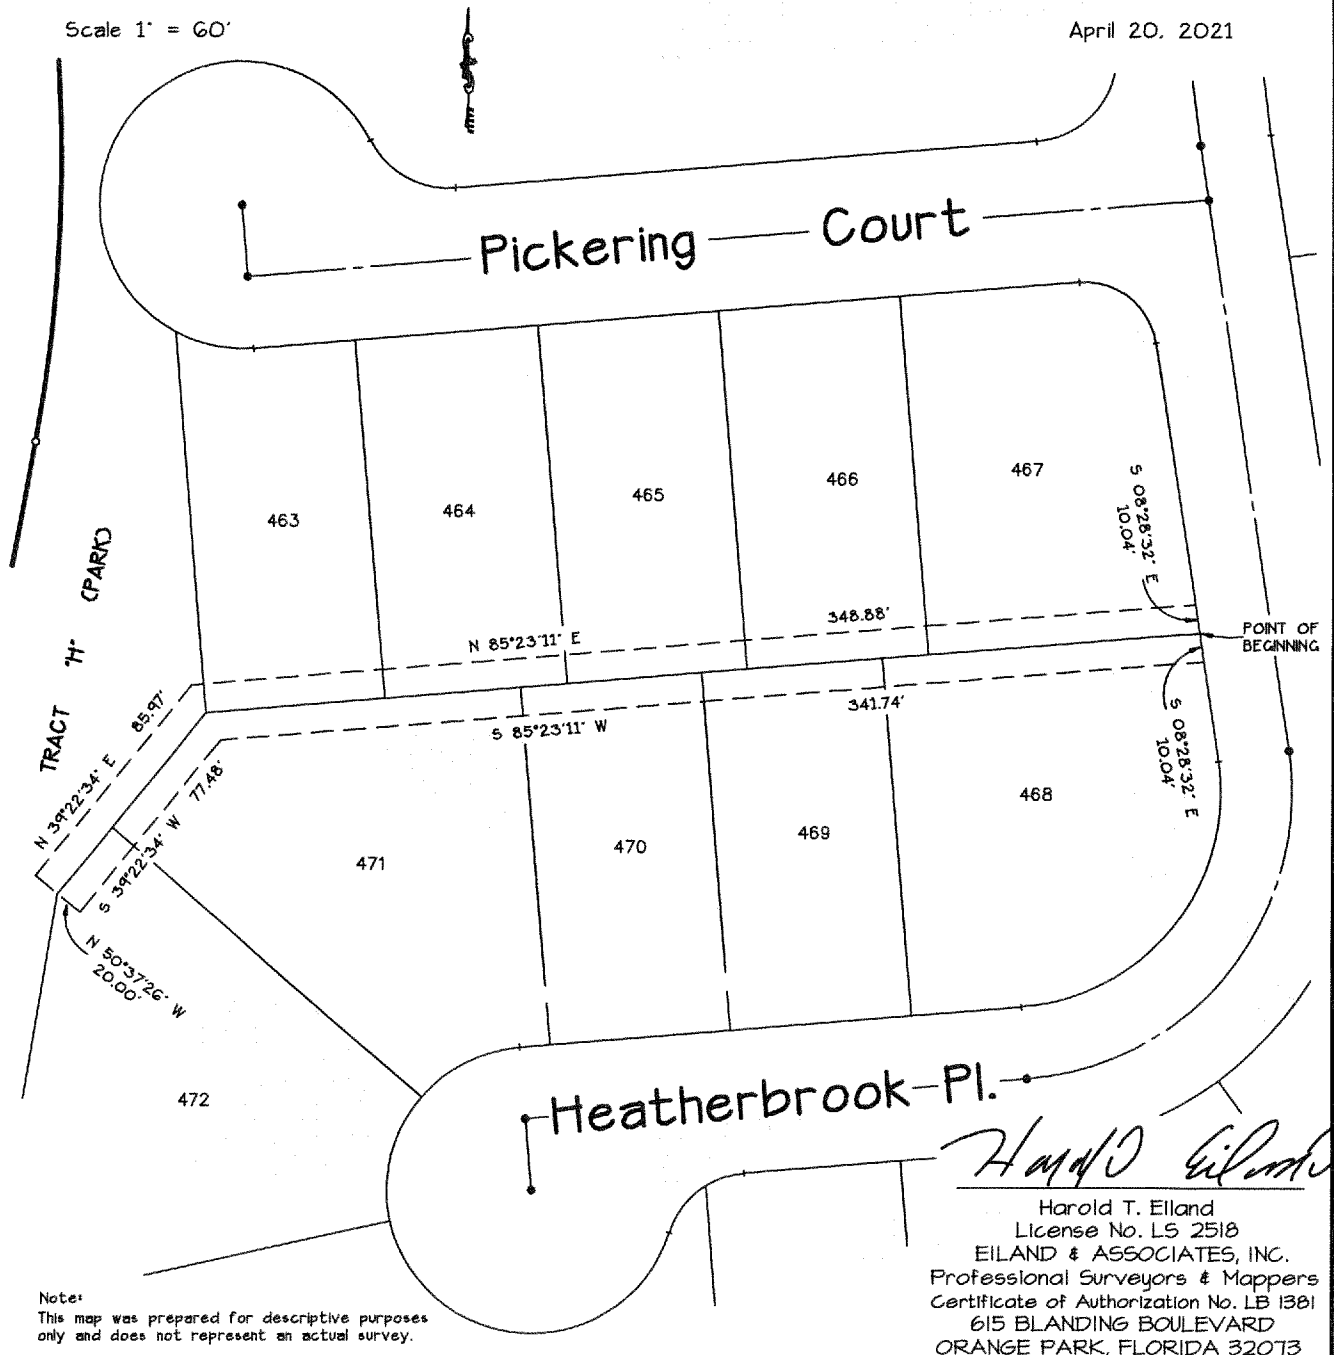 Scale 1" = 60'
April 20, 2021
Pickering Court
463
464
465
466
467
S 08°28'32" E
10.04'
348.88'
N 85°23'11" E
POINT OF
BEGINNING
TRACT "H" (PARK)
N 39°22'34" E 85.97'
S 39°22'34" W 77.48'
S 85°23'11" W
341.74'
S 08°28'32" E
10.04'
468
469
470
471
N 50°37'26" W
20.00'
472
Heatherbrook Pl.
Harold T. Eiland
License No. LS 2518
EILAND & ASSOCIATES, INC.
Professional Surveyors & Mappers
Certificate of Authorization No. LB 1381
615 BLANDING BOULEVARD
ORANGE PARK, FLORIDA 32073
Note:
This map was prepared for descriptive purposes
only and does not represent an actual survey.